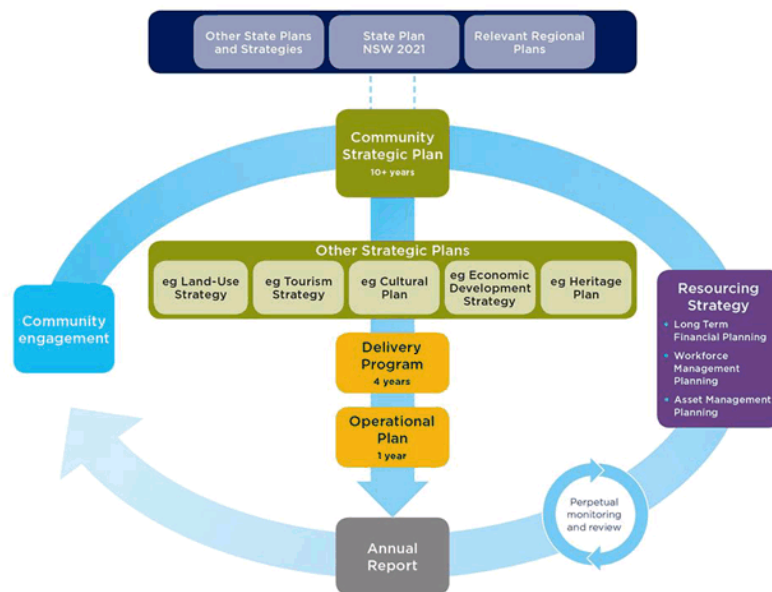 Other State Plans
and Strategies
State Plan
NSW 2021
Relevant Regional
Plans
Community
Strategic Plan
10+ years
Other Strategic Plans
eg Land-Use
Strategy
eg Tourism
Strategy
eg Cultural
Plan
eg Economic
Development
Strategy
eg Heritage
Plan
Community
engagement
Resourcing
Strategy
• Long Term
Financial Planning
• Workforce
Management
Planning
• Asset Management
Planning
Delivery
Program
4 years
Operational
Plan
1 year
Perpetual
monitoring
and review
Annual
Report